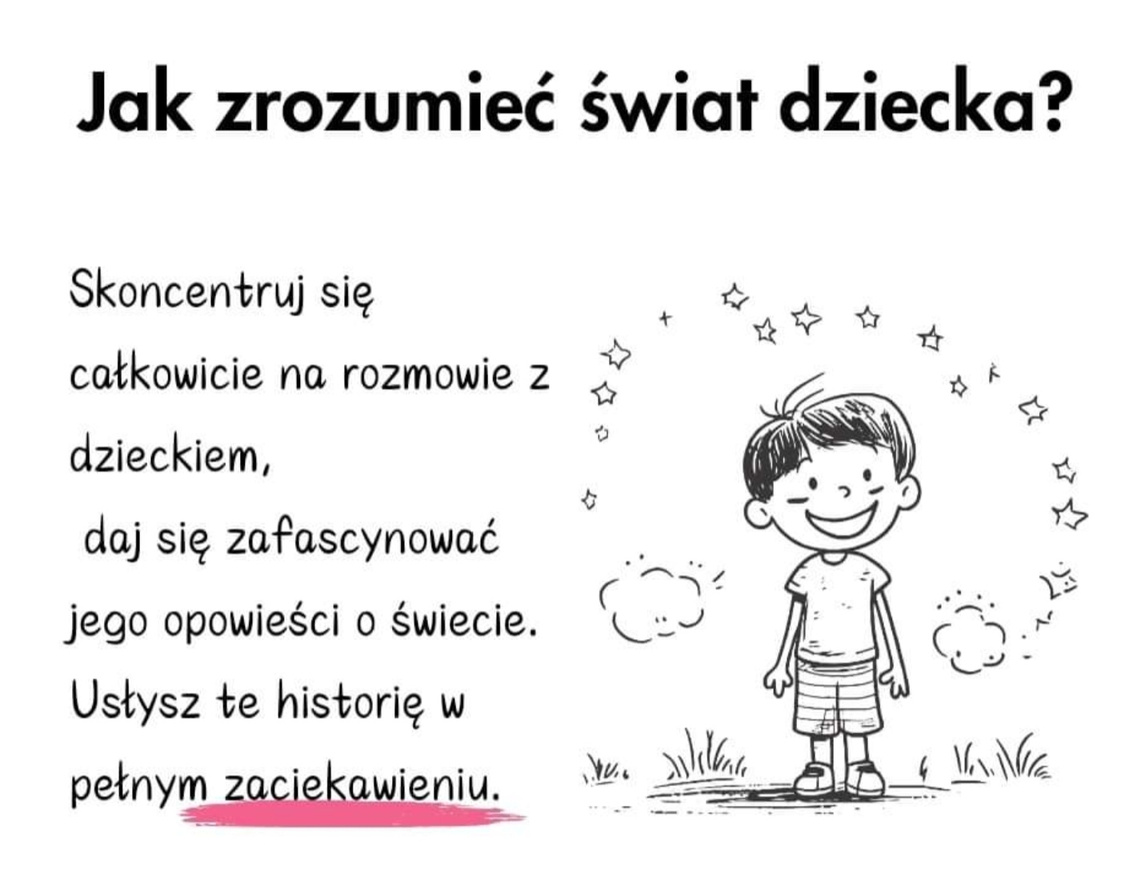 Jak zrozumieć świat dziecka?
Skoncentruj się
całkowicie na rozmowie z
dzieckiem,
daj się zafascynować
jego opowieści o świecie.
Usłysz te historię w
pełnym zaciekawieniu.